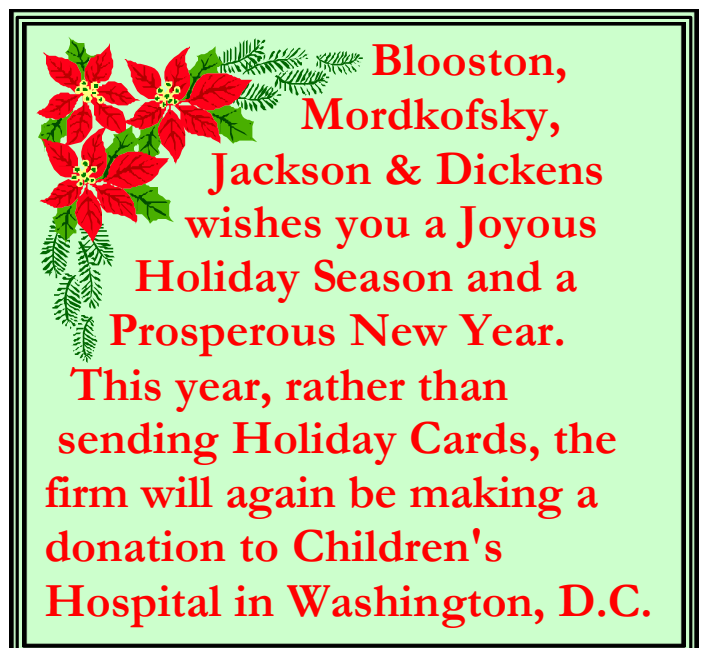 Blooston,
Mordkofsky,
Jackson & Dickens
wishes you a Joyous
Holiday Season and a
Prosperous New Year.
This year, rather than
sending Holiday Cards, the
firm will again be making a
donation to Children's
Hospital in Washington, D.C.